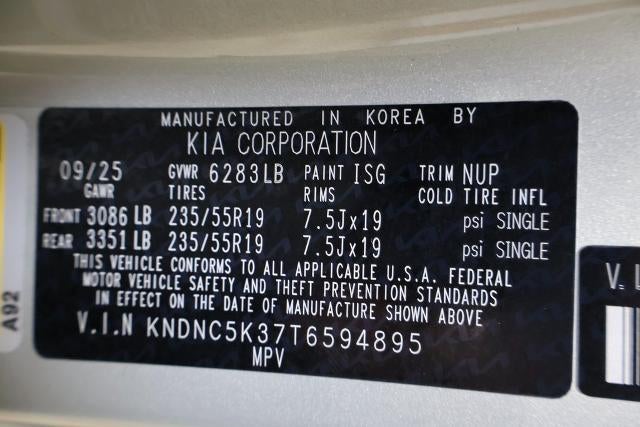 MANUFACTURED IN KOREA BY
KIA CORPORATION
09/25 GVWR 6283LB PAINT ISG TRIM NUP
GAWR TIRES RIMS COLD TIRE INFL
FRONT 3086 LB 235/55R19 7.5Jx19 psi SINGLE
REAR 3351 LB 235/55R19 7.5Jx19 psi SINGLE
THIS VEHICLE CONFORMS TO ALL APPLICABLE U.S.A. FEDERAL
MOTOR VEHICLE SAFETY AND THEFT PREVENTION STANDARDS
IN EFFECT ON THE DATE OF MANUFACTURE SHOWN ABOVE
V.I.N KNDNC5K37T6594895
MPV
A92